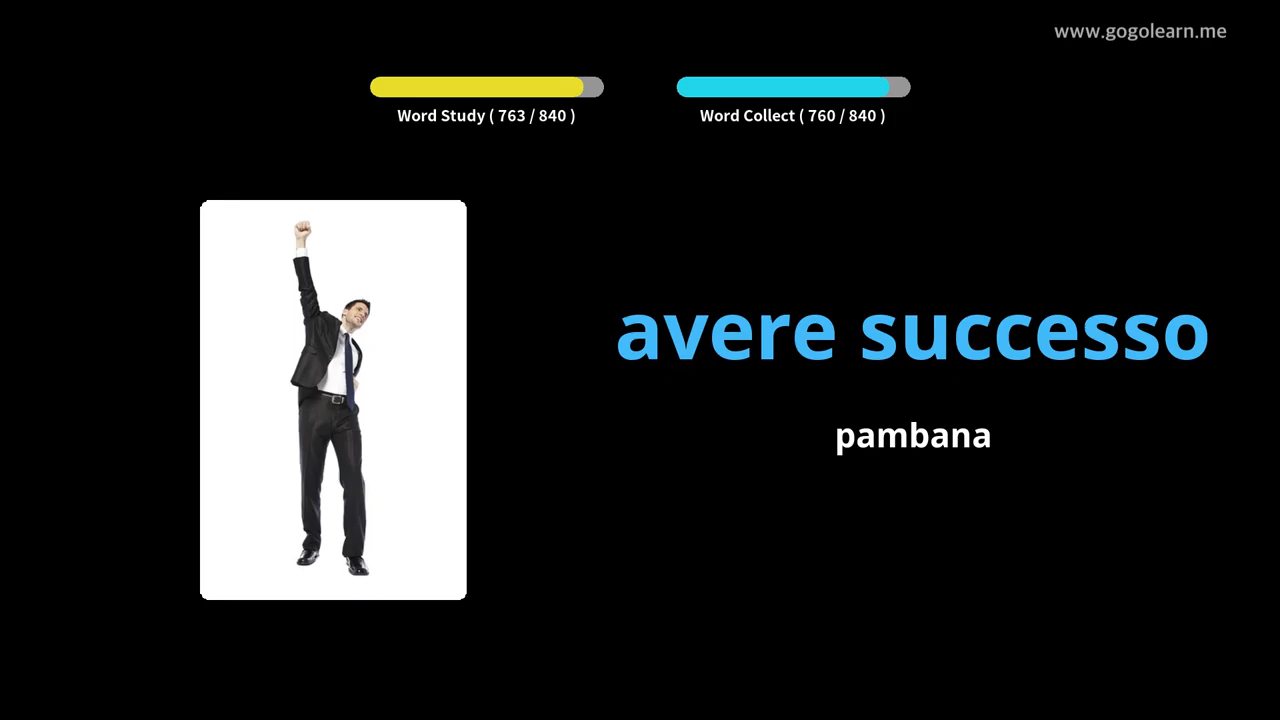 www.gogolearn.me
Word Study ( 763 / 840 )
Word Collect ( 760 / 840 )
avere successo
pambana